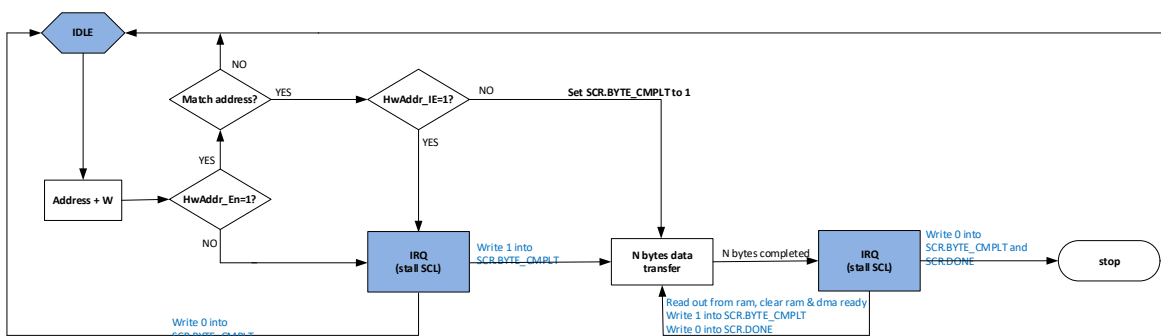 IDLE
NO
Match address?
YES
HwAddr_IE=1?
NO
Set SCR.BYTE_CMPLT to 1
YES
YES
Address + W
HwAddr_En=1?
NO
IRQ
(stall SCL)
Write 1 into
SCR.BYTE_CMPLT
N bytes data
transfer
N bytes completed
IRQ
(stall SCL)
Write 0 into
SCR.BYTE_CMPLT and
SCR.DONE
stop
Write 0 into
SCR.BYTE_CMPLT
Read out from ram, clear ram & dma ready
Write 1 into SCR.BYTE_CMPLT
Write 0 into SCR.DONE